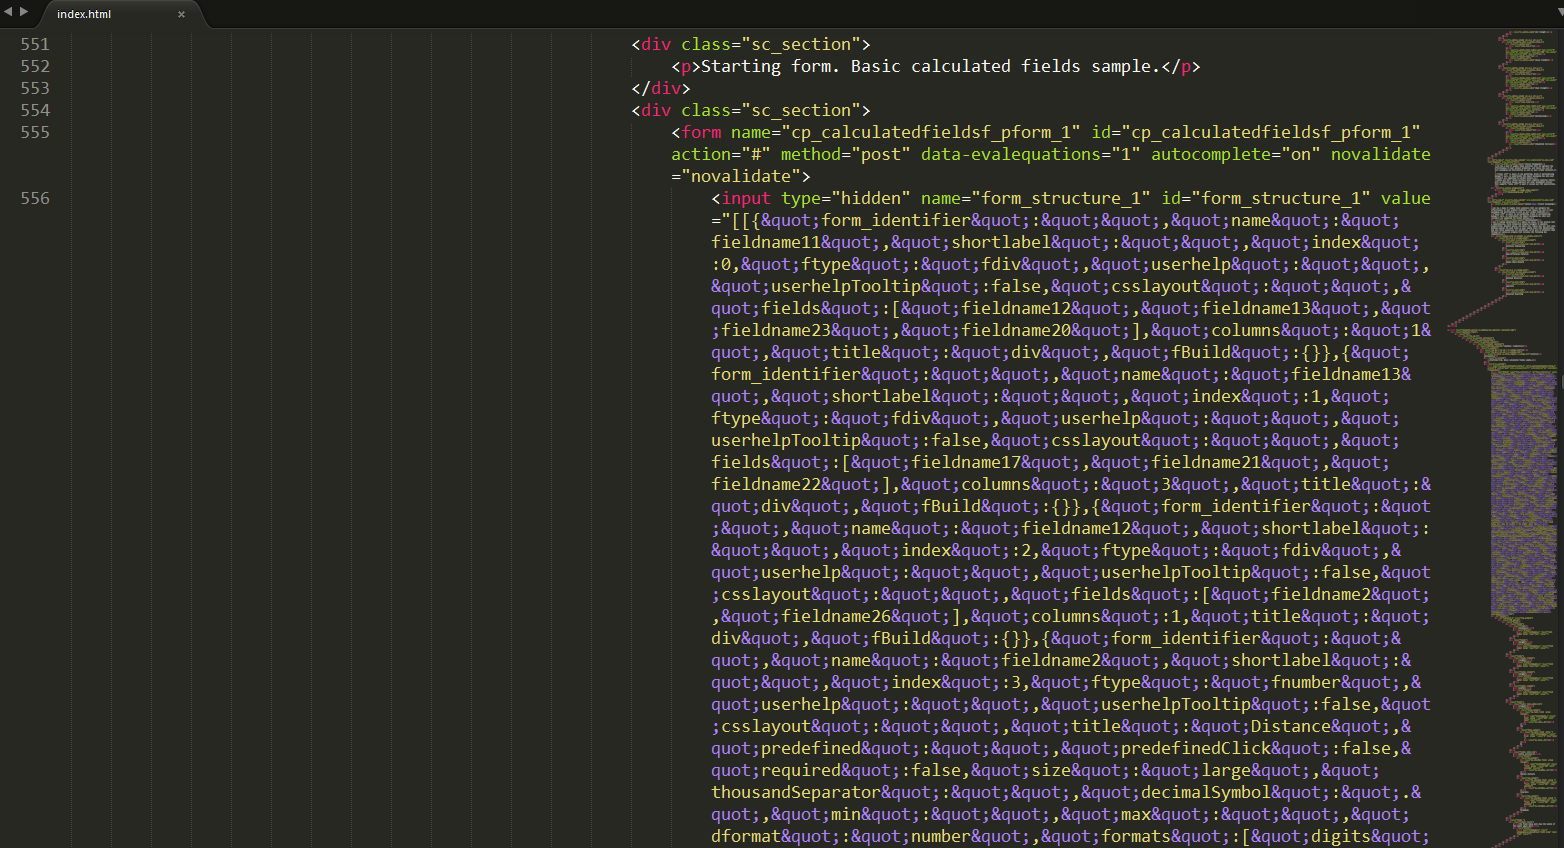 index.html ×
551 <div class="sc_section">
552 <p>Starting form. Basic calculated fields sample.</p>
553 </div>
554 <div class="sc_section">
555 <form name="cp_calculatedfieldsf_pform_1" id="cp_calculatedfieldsf_pform_1"
action="#" method="post" data-evalequations="1" autocomplete="on" novalidate
="novalidate">
556 <input type="hidden" name="form_structure_1" id="form_structure_1" value
="[[{&quot;form_identifier&quot;:&quot;&quot;,&quot;name&quot;:&quot;
fieldname11&quot;,&quot;shortlabel&quot;:&quot;&quot;,&quot;index&quot;
:0,&quot;ftype&quot;:&quot;fdiv&quot;,&quot;userhelp&quot;:&quot;&quot;,
&quot;userhelpTooltip&quot;:false,&quot;csslayout&quot;:&quot;&quot;,&
quot;fields&quot;:[&quot;fieldname12&quot;,&quot;fieldname13&quot;,&quot
;fieldname23&quot;,&quot;fieldname20&quot;],&quot;columns&quot;:&quot;1&
quot;,&quot;title&quot;:&quot;div&quot;,&quot;fBuild&quot;:{}},{&quot;
form_identifier&quot;:&quot;&quot;,&quot;name&quot;:&quot;fieldname13&
quot;,&quot;shortlabel&quot;:&quot;&quot;,&quot;index&quot;:1,&quot;
ftype&quot;:&quot;fdiv&quot;,&quot;userhelp&quot;:&quot;&quot;,&quot;
userhelpTooltip&quot;:false,&quot;csslayout&quot;:&quot;&quot;,&quot;
fields&quot;:[&quot;fieldname17&quot;,&quot;fieldname21&quot;,&quot;
fieldname22&quot;],&quot;columns&quot;:&quot;3&quot;,&quot;title&quot;:&
quot;div&quot;,&quot;fBuild&quot;:{}},{&quot;form_identifier&quot;:&quot
;&quot;,&quot;name&quot;:&quot;fieldname12&quot;,&quot;shortlabel&quot;:
&quot;&quot;,&quot;index&quot;:2,&quot;ftype&quot;:&quot;fdiv&quot;,&
quot;userhelp&quot;:&quot;&quot;,&quot;userhelpTooltip&quot;:false,&quot
;csslayout&quot;:&quot;&quot;,&quot;fields&quot;:[&quot;fieldname2&quot;
,&quot;fieldname26&quot;],&quot;columns&quot;:1,&quot;title&quot;:&quot;
div&quot;,&quot;fBuild&quot;:{}},{&quot;form_identifier&quot;:&quot;&
quot;,&quot;name&quot;:&quot;fieldname2&quot;,&quot;shortlabel&quot;:&
quot;&quot;,&quot;index&quot;:3,&quot;ftype&quot;:&quot;fnumber&quot;,&
quot;userhelp&quot;:&quot;&quot;,&quot;userhelpTooltip&quot;:false,&quot
;csslayout&quot;:&quot;&quot;,&quot;title&quot;:&quot;Distance&quot;,&
quot;predefined&quot;:&quot;&quot;,&quot;predefinedClick&quot;:false,&
quot;required&quot;:false,&quot;size&quot;:&quot;large&quot;,&quot;
thousandSeparator&quot;:&quot;&quot;,&quot;decimalSymbol&quot;:&quot;.&
quot;,&quot;min&quot;:&quot;&quot;,&quot;max&quot;:&quot;&quot;,&quot;
dformat&quot;:&quot;number&quot;,&quot;formats&quot;:[&quot;digits&quot;